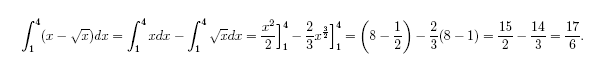 ∫₁⁴(x − √x)dx = ∫₁⁴ xdx − ∫₁⁴ √xdx = x²/2]₁⁴ − 2/3 x^(3/2)]₁⁴ = (8 − 1/2) − 2/3(8 − 1) = 15/2 − 14/3 = 17/6.